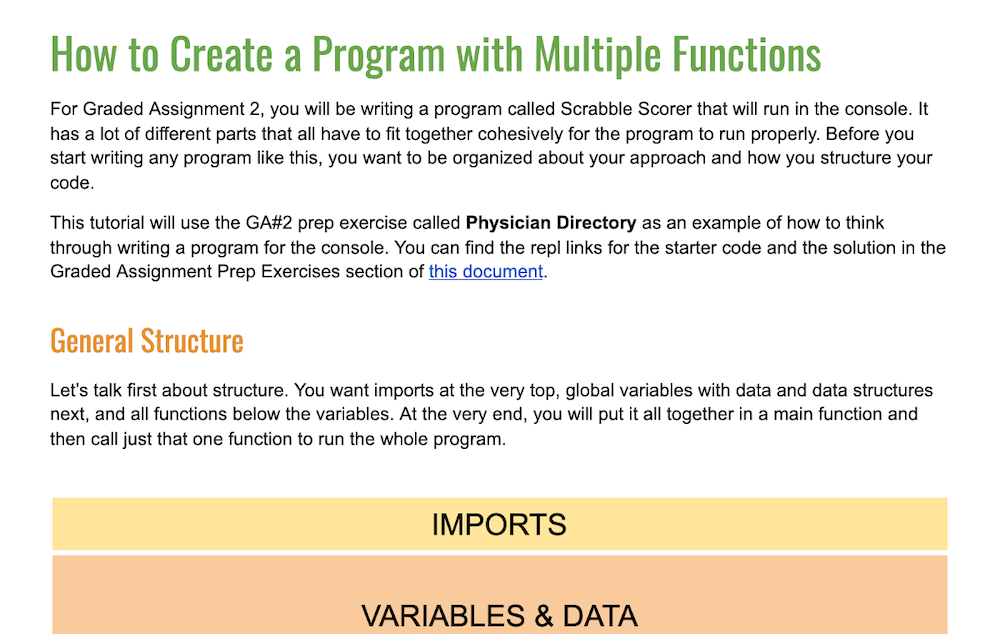 How to Create a Program with Multiple Functions
For Graded Assignment 2, you will be writing a program called Scrabble Scorer that will run in the console. It
has a lot of different parts that all have to fit together cohesively for the program to run properly. Before you
start writing any program like this, you want to be organized about your approach and how you structure your
code.
This tutorial will use the GA#2 prep exercise called Physician Directory as an example of how to think
through writing a program for the console. You can find the repl links for the starter code and the solution in the
Graded Assignment Prep Exercises section of this document.
General Structure
Let's talk first about structure. You want imports at the very top, global variables with data and data structures
next, and all functions below the variables. At the very end, you will put it all together in a main function and
then call just that one function to run the whole program.
IMPORTS
VARIABLES & DATA